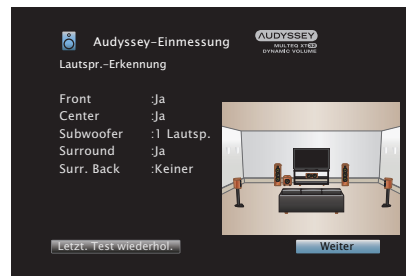 Audyssey-Einmessung
AUDYSSEY
MULTEQ XT32
DYNAMIC VOLUME
Lautspr.-Erkennung
Front :Ja
Center :Ja
Subwoofer :1 Lautsp.
Surround :Ja
Surr. Back :Keiner
Letzt. Test wiederhol.
Weiter